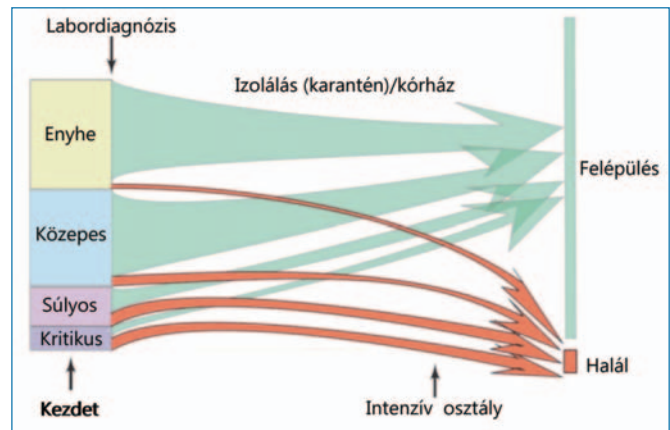 Labordiagnózis
Izolálás (karantén)/kórház
Enyhe
Felépülés
Közepes
Súlyos
Kritikus
Halál
Kezdet
Intenzív osztály